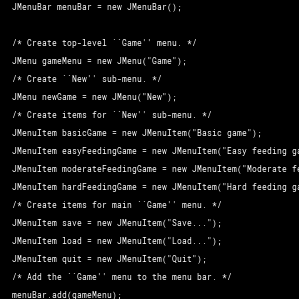 JMenuBar menuBar = new JMenuBar();
/* Create top-level ``Game'' menu. */
JMenu gameMenu = new JMenu("Game");
/* Create ``New'' sub-menu. */
JMenu newGame = new JMenu("New");
/* Create items for ``New'' sub-menu. */
JMenuItem basicGame = new JMenuItem("Basic game");
JMenuItem easyFeedingGame = new JMenuItem("Easy feeding ga
JMenuItem moderateFeedingGame = new JMenuItem("Moderate fe
JMenuItem hardFeedingGame = new JMenuItem("Hard feeding ga
/* Create items for main ``Game'' menu. */
JMenuItem save = new JMenuItem("Save...");
JMenuItem load = new JMenuItem("Load...");
JMenuItem quit = new JMenuItem("Quit");
/* Add the ``Game'' menu to the menu bar. */
menuBar.add(gameMenu);